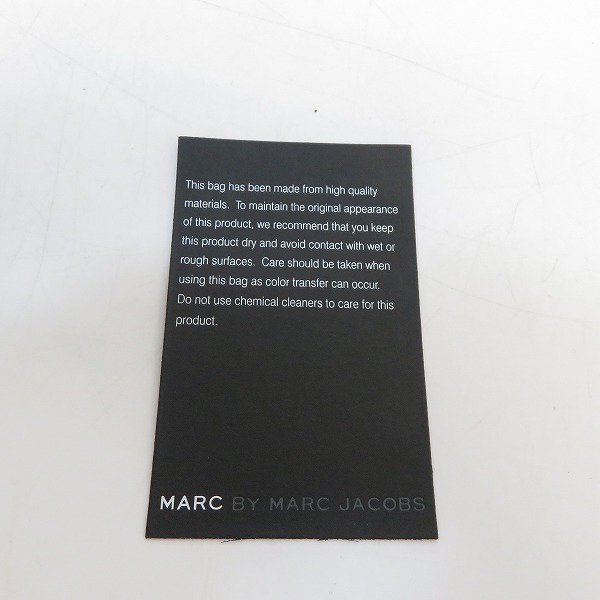 This bag has been made from high quality
materials. To maintain the original appearance
of this product, we recommend that you keep
this product dry and avoid contact with wet or
rough surfaces. Care should be taken when
using this bag as color transfer can occur.
Do not use chemical cleaners to care for this
product.
MARC BY MARC JACOBS